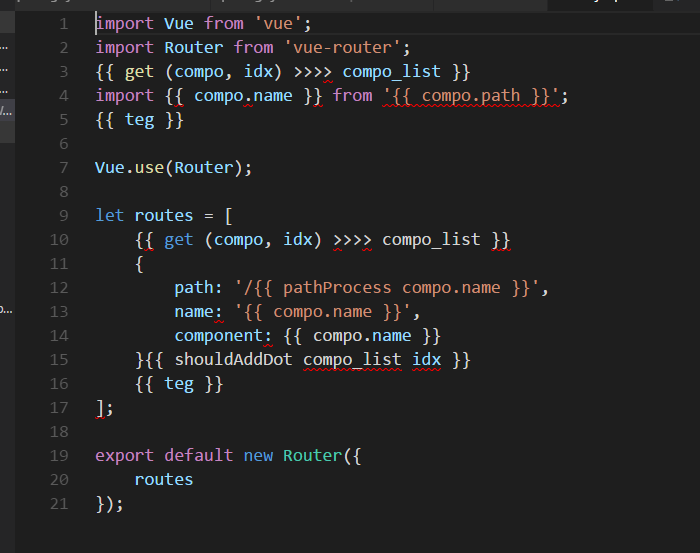 1 import Vue from 'vue';
2 import Router from 'vue-router';
3 {{ get (compo, idx) >>>> compo_list }}
4 import {{ compo.name }} from '{{ compo.path }}';
5 {{ teg }}
6
7 Vue.use(Router);
8
9 let routes = [
10     {{ get (compo, idx) >>>> compo_list }}
11     {
12         path: '/{{ pathProcess compo.name }}',
13         name: '{{ compo.name }}',
14         component: {{ compo.name }}
15     }{{ shouldAddDot compo_list idx }}
16     {{ teg }}
17 ];
18
19 export default new Router({
20     routes
21 });